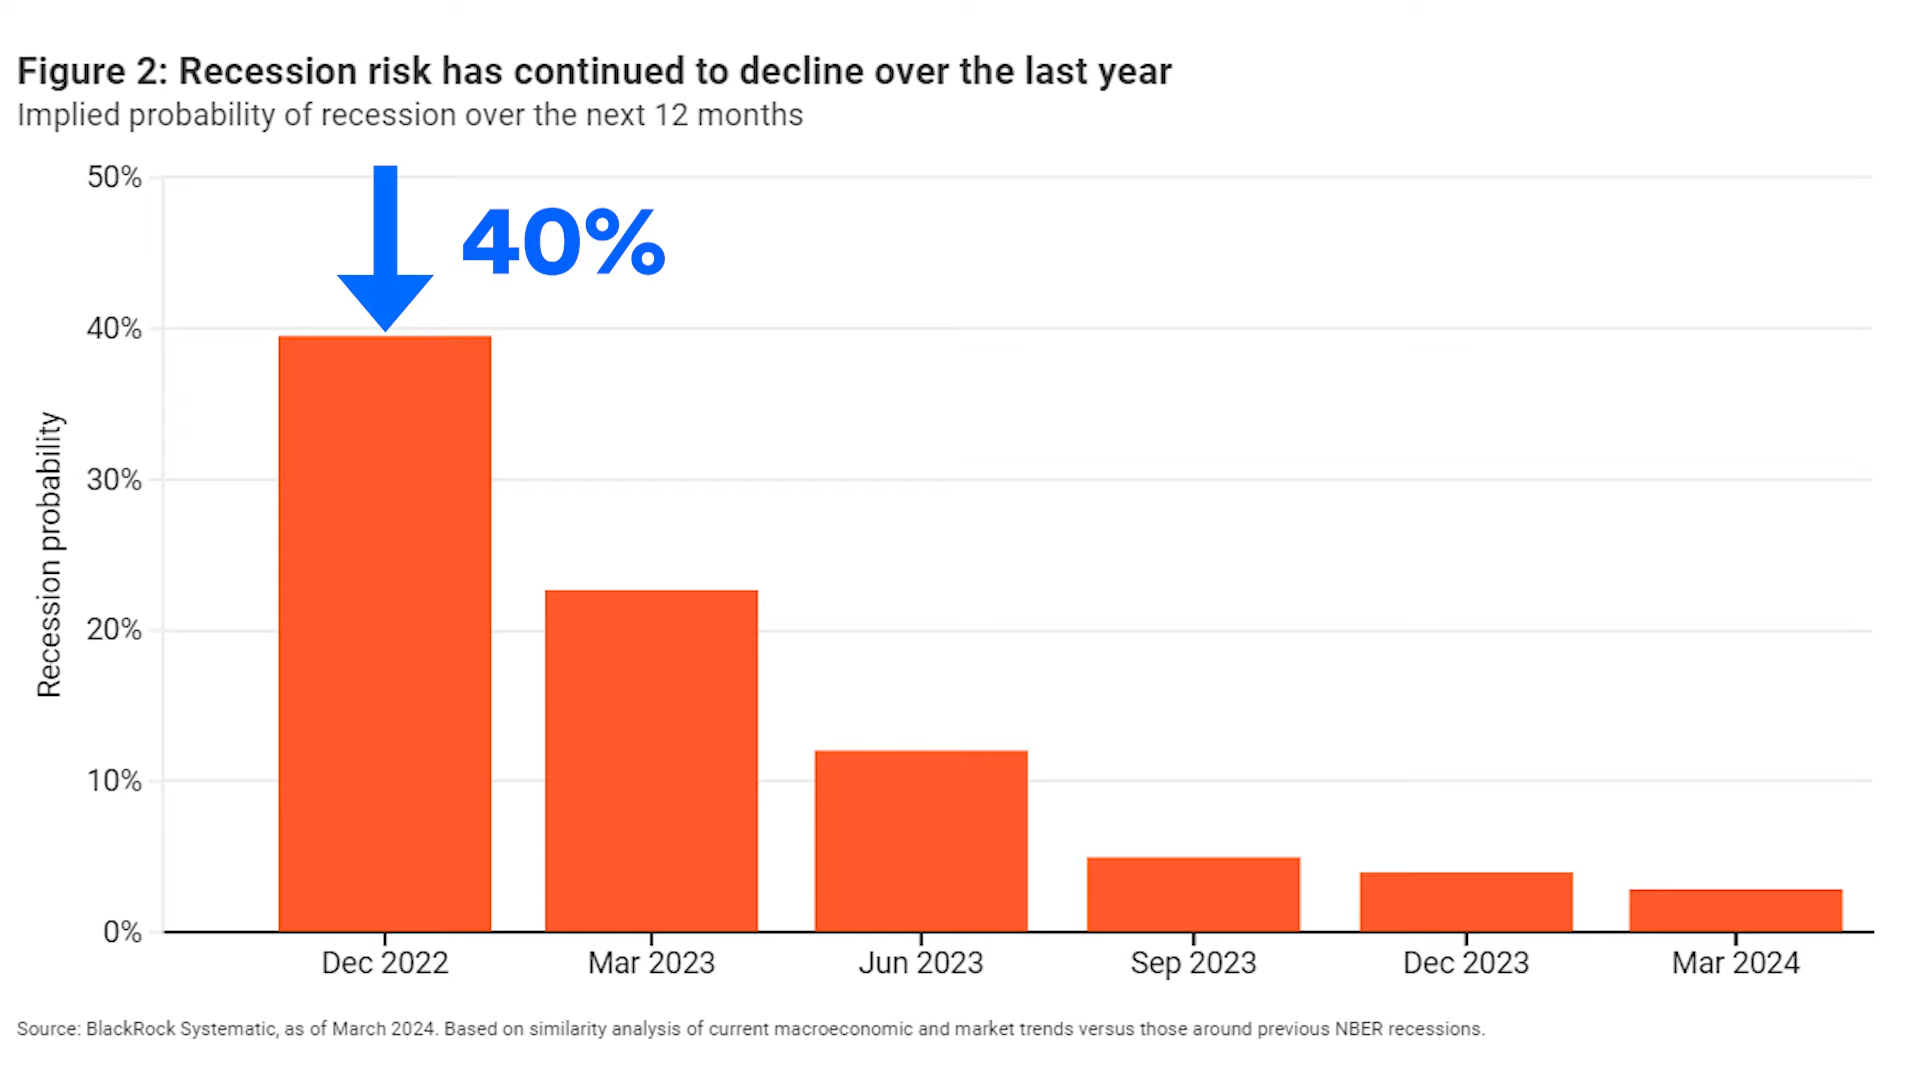 Figure 2: Recession risk has continued to decline over the last year
Implied probability of recession over the next 12 months
50%
40%
40%
30%
20%
10%
0%
Recession probability
Dec 2022
Mar 2023
Jun 2023
Sep 2023
Dec 2023
Mar 2024
Source: BlackRock Systematic, as of March 2024. Based on similarity analysis of current macroeconomic and market trends versus those around previous NBER recessions.